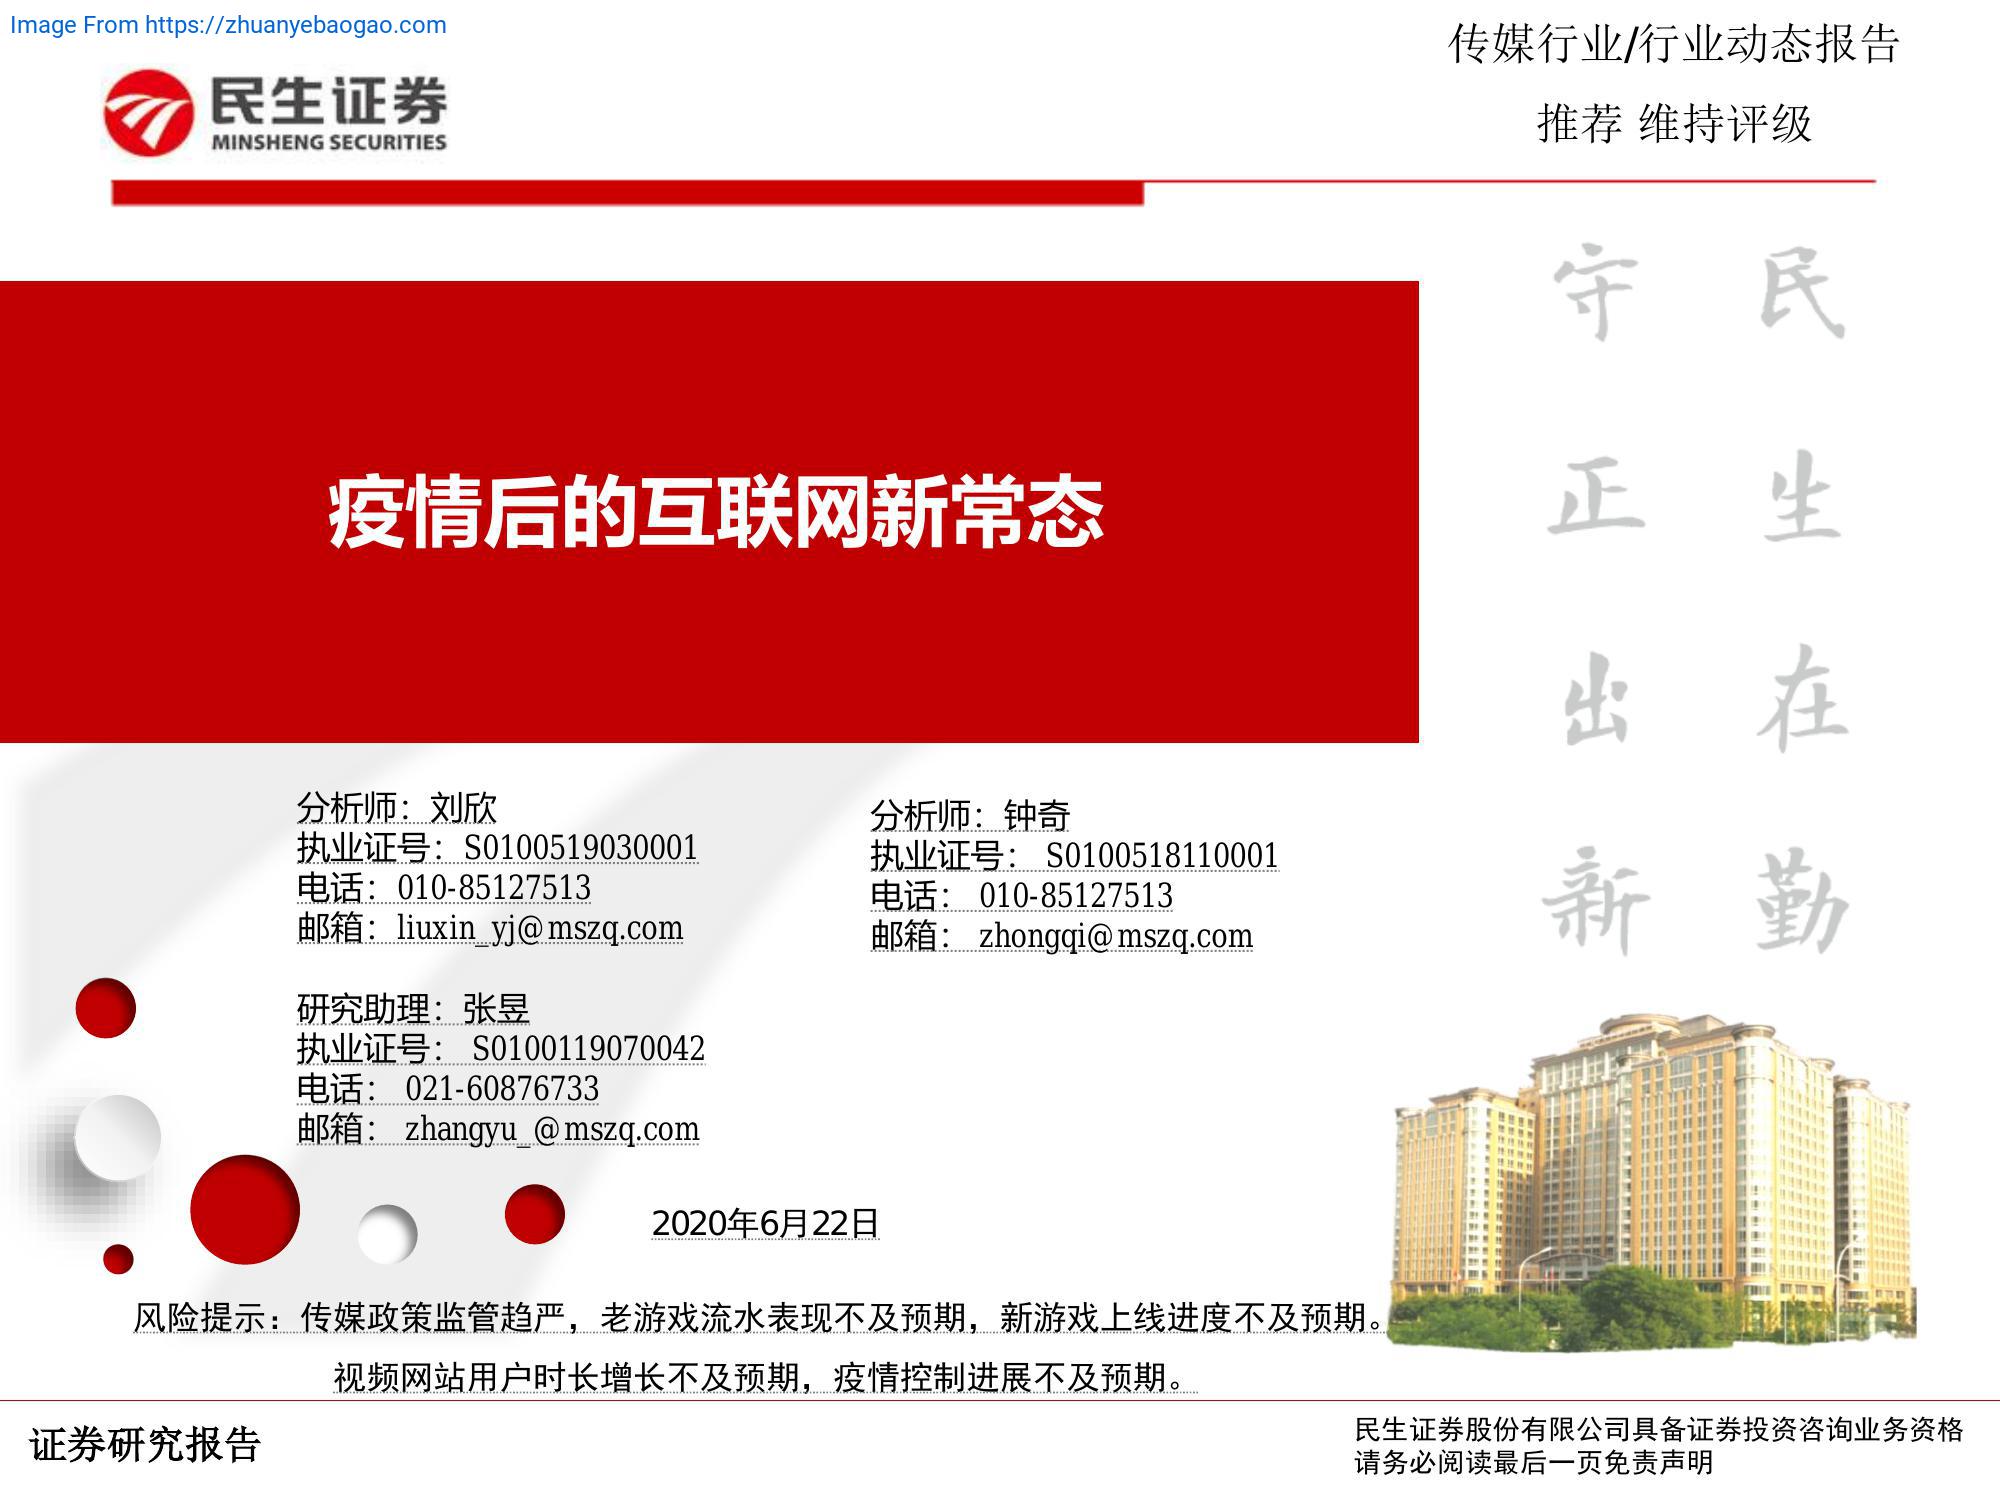 Image From https://zhuanyebaogao.com
传媒行业/行业动态报告
推荐 维持评级
民生证券
MINSHENG SECURITIES
民生在勤
守正出新
疫情后的互联网新常态
分析师：刘欣
执业证号：S0100519030001
电话：010-85127513
邮箱：liuxin_yj@mszq.com
分析师：钟奇
执业证号： S0100518110001
电话： 010-85127513
邮箱： zhongqi@mszq.com
研究助理：张昱
执业证号： S0100119070042
电话： 021-60876733
邮箱： zhangyu_@mszq.com
2020年6月22日
风险提示：传媒政策监管趋严，老游戏流水表现不及预期，新游戏上线进度不及预期。
视频网站用户时长增长不及预期，疫情控制进展不及预期。
证券研究报告
民生证券股份有限公司具备证券投资咨询业务资格
请务必阅读最后一页免责声明